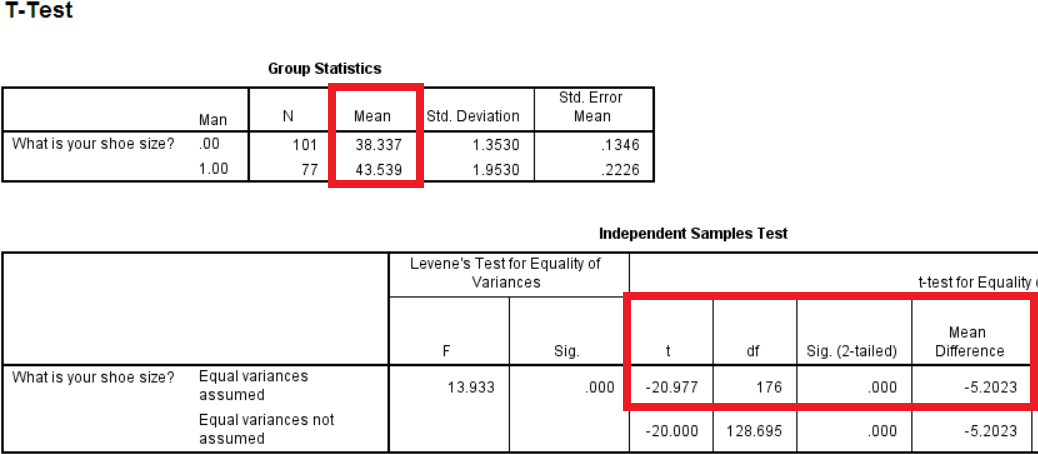 T-Test
Group Statistics
Man N Mean Std. Deviation Std. Error Mean
What is your shoe size? .00 101 38.337 1.3530 .1346
1.00 77 43.539 1.9530 .2226
Independent Samples Test
Levene's Test for Equality of Variances t-test for Equality
F Sig. t df Sig. (2-tailed) Mean Difference
What is your shoe size? Equal variances assumed 13.933 .000 -20.977 176 .000 -5.2023
Equal variances not assumed -20.000 128.695 .000 -5.2023